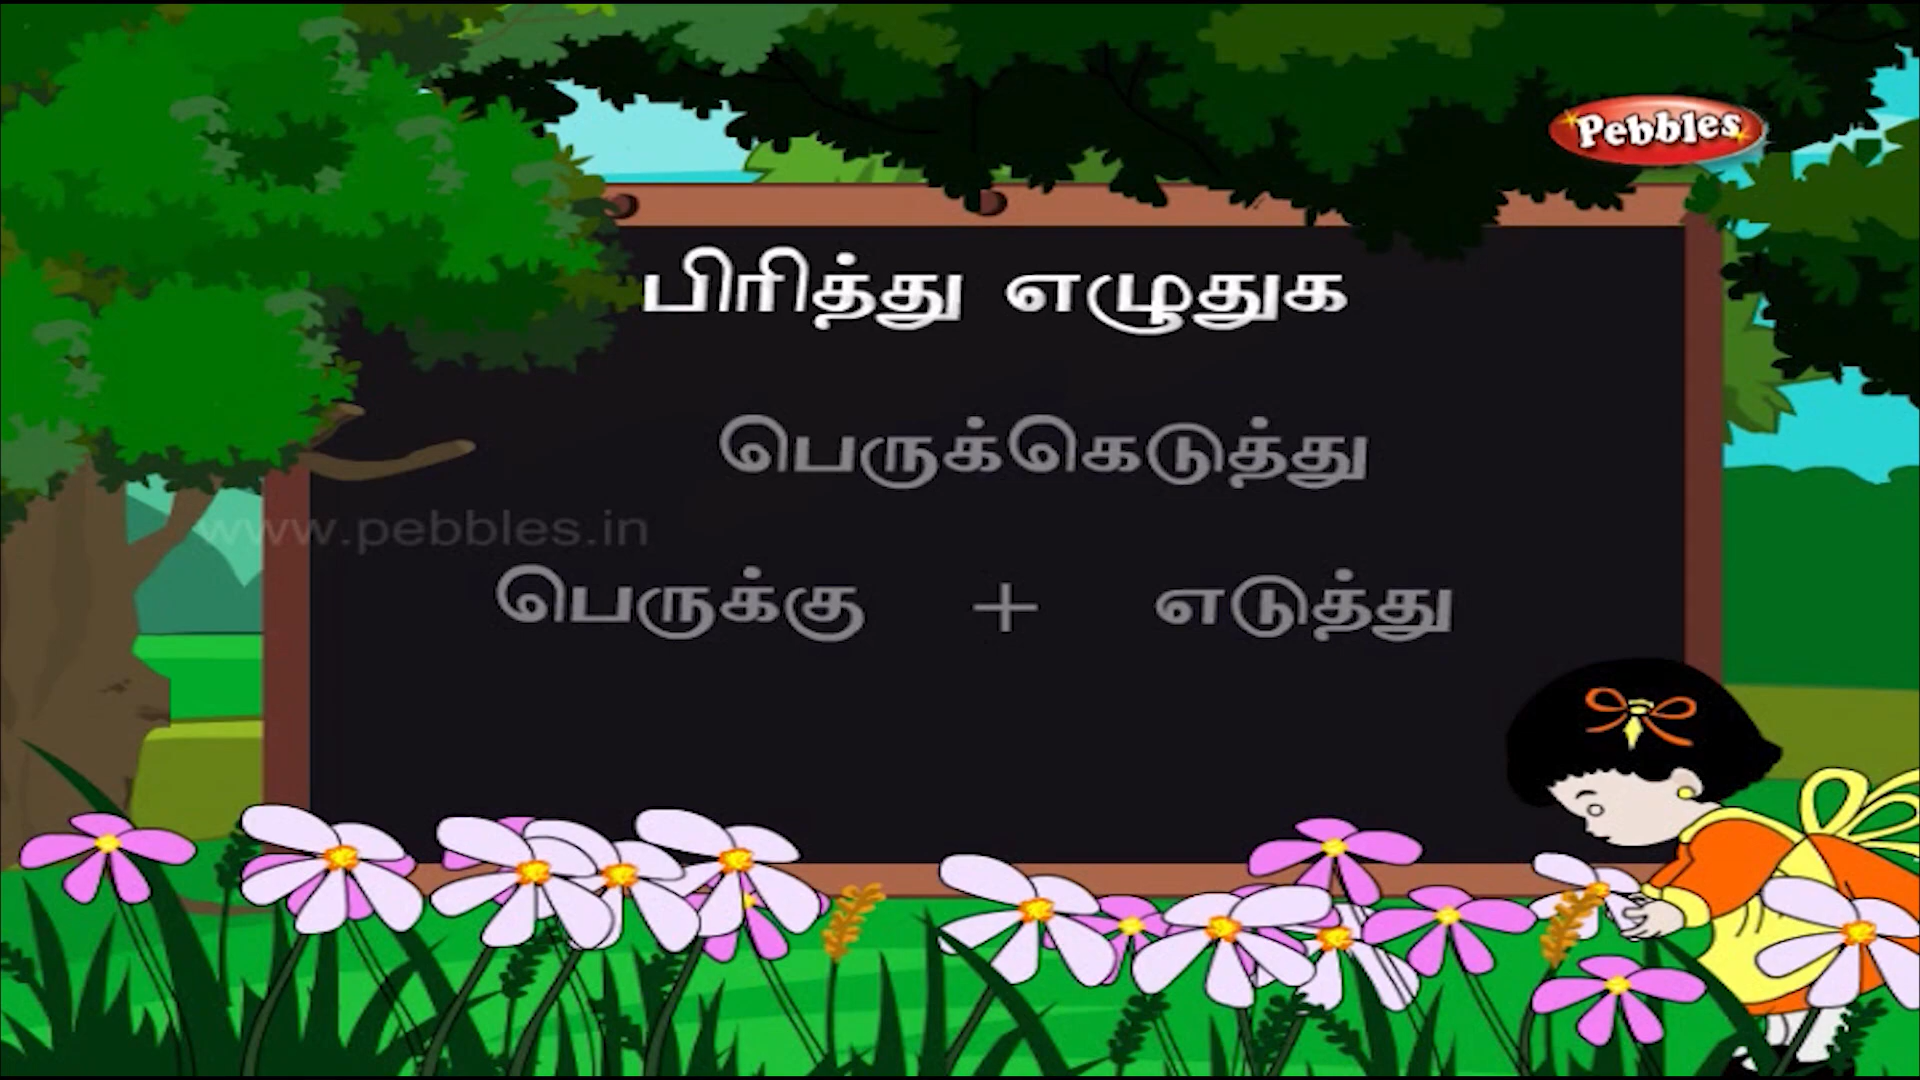 Pebbles
பிரித்து எழுதுக
பெருக்கெடுத்து
www.pebbles.in
பெருக்கு + எடுத்து